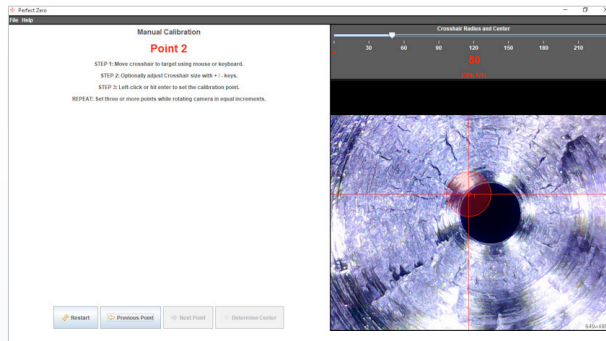 Perfect Zero
File Help
Manual Calibration
Point 2
STEP 1: Move crosshair to target using mouse or keyboard.
STEP 2: Optionally adjust Crosshair size with + / - keys.
STEP 3: Left-click or hit enter to set the calibration point.
REPEAT: Set three or more points while rotating camera in equal increments.
Restart
Previous Point
Next Point
Determine Center
Crosshair Radius and Center
30 60 90 120 150 180 210
50